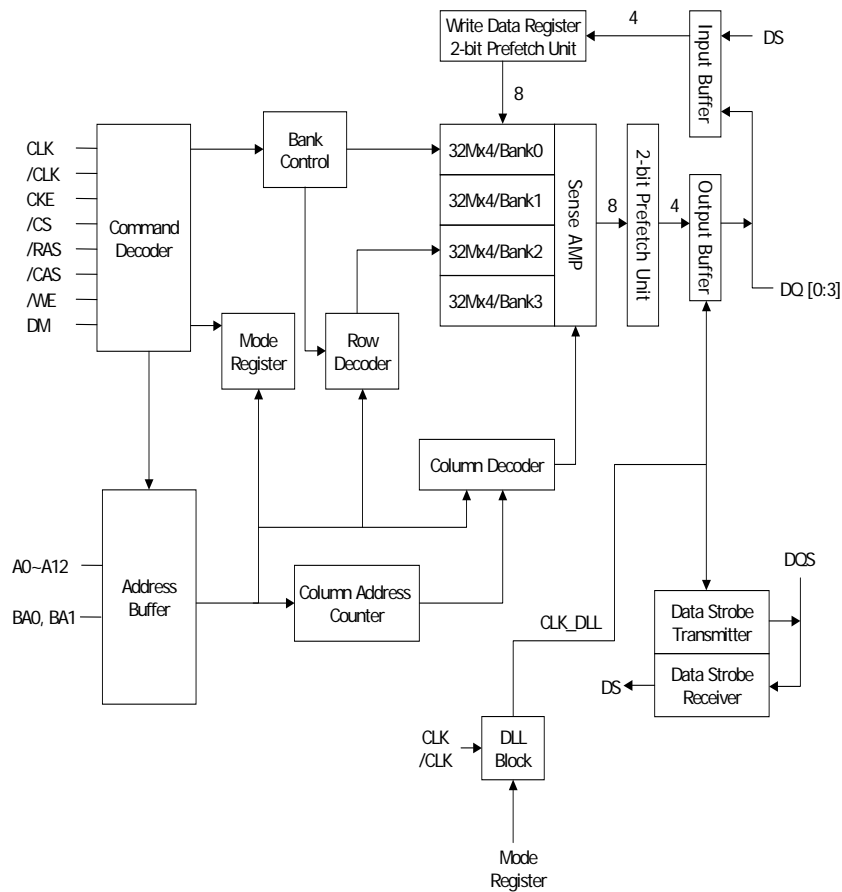 Write Data Register
2-bit Prefetch Unit
4
Input Buffer
DS
8
Bank
Control
CLK
/CLK
CKE
/CS
/RAS
/CAS
/WE
DM
Command
Decoder
32Mx4/Bank0
32Mx4/Bank1
32Mx4/Bank2
32Mx4/Bank3
Sense AMP
8
2-bit Prefetch Unit
4
Output Buffer
DQ [0:3]
Mode
Register
Row
Decoder
Column Decoder
A0~A12
BA0, BA1
Address
Buffer
Column Address
Counter
CLK_DLL
DQS
Data Strobe
Transmitter
Data Strobe
Receiver
DS
CLK
/CLK
DLL
Block
Mode
Register